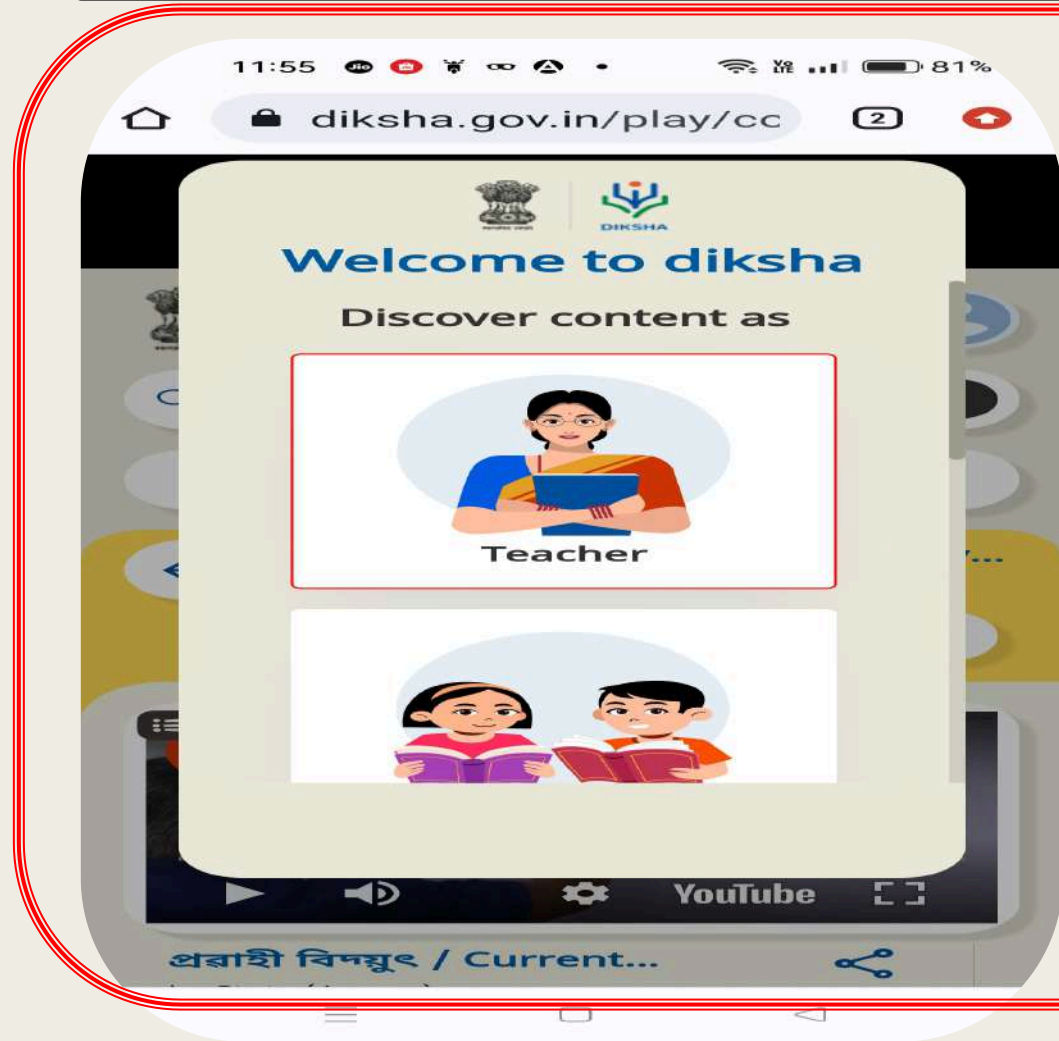 11:55 81%
diksha.gov.in/play/cc 2
DIKSHA
Welcome to diksha
Discover content as
Teacher
YouTube
প্ৰৱাহী বিদ্যুৎ / Current...